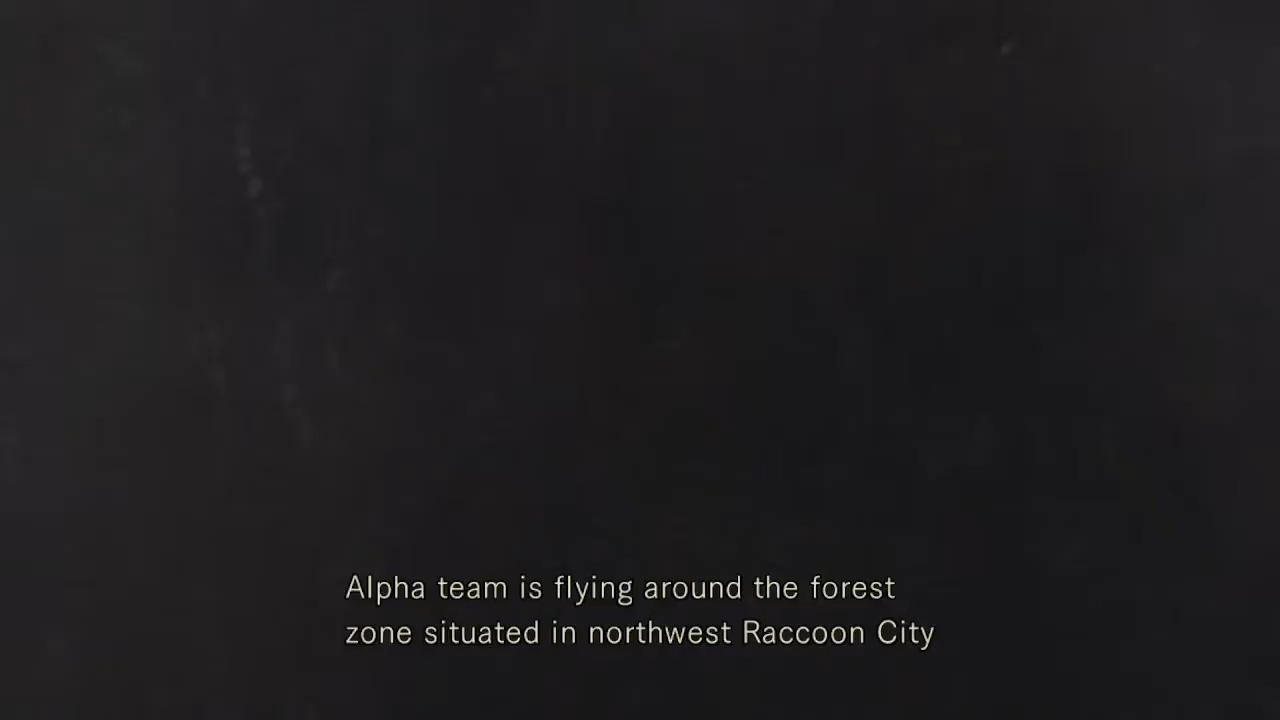 Alpha team is flying around the forest
zone situated in northwest Raccoon City